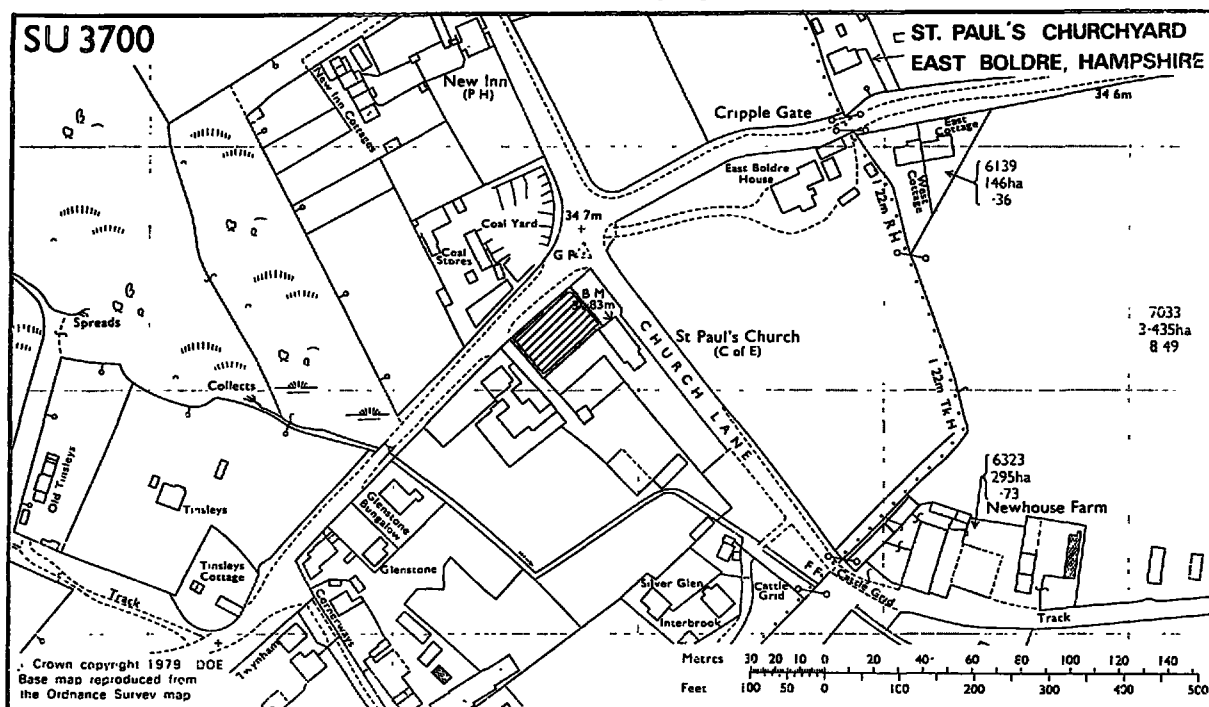 SU 3700
ST. PAUL'S CHURCHYARD
EAST BOLDRE, HAMPSHIRE
New Inn
(P H)
New Inn
Cottages
Cripple Gate
34 6m
East Cottage
West Cottage
6139
146ha
·36
East Boldre
House
1 22m R H
Coal Yard
Coal
Stores
34 7m
B M
St Paul's Church
(C of E)
CHURCH LANE
7033
3·435ha
8 49
Spreads
Collects
1 22m Tk H
6323
295ha
·73
Newhouse Farm
Old Tinsleys
Tinsleys
Glenstone
Bungalow
Glenstone
Tinsleys
Cottage
Track
Cornerways
Silver Glen
Interbrook
Cattle
Grid
F F
Cattle Grid
Track
Crown copyright 1979 DOE
Base map reproduced from
the Ordnance Survey map
Metres 30 20 10 0 20 40 60 80 100 120 140
Feet 100 50 0 100 200 300 400 500